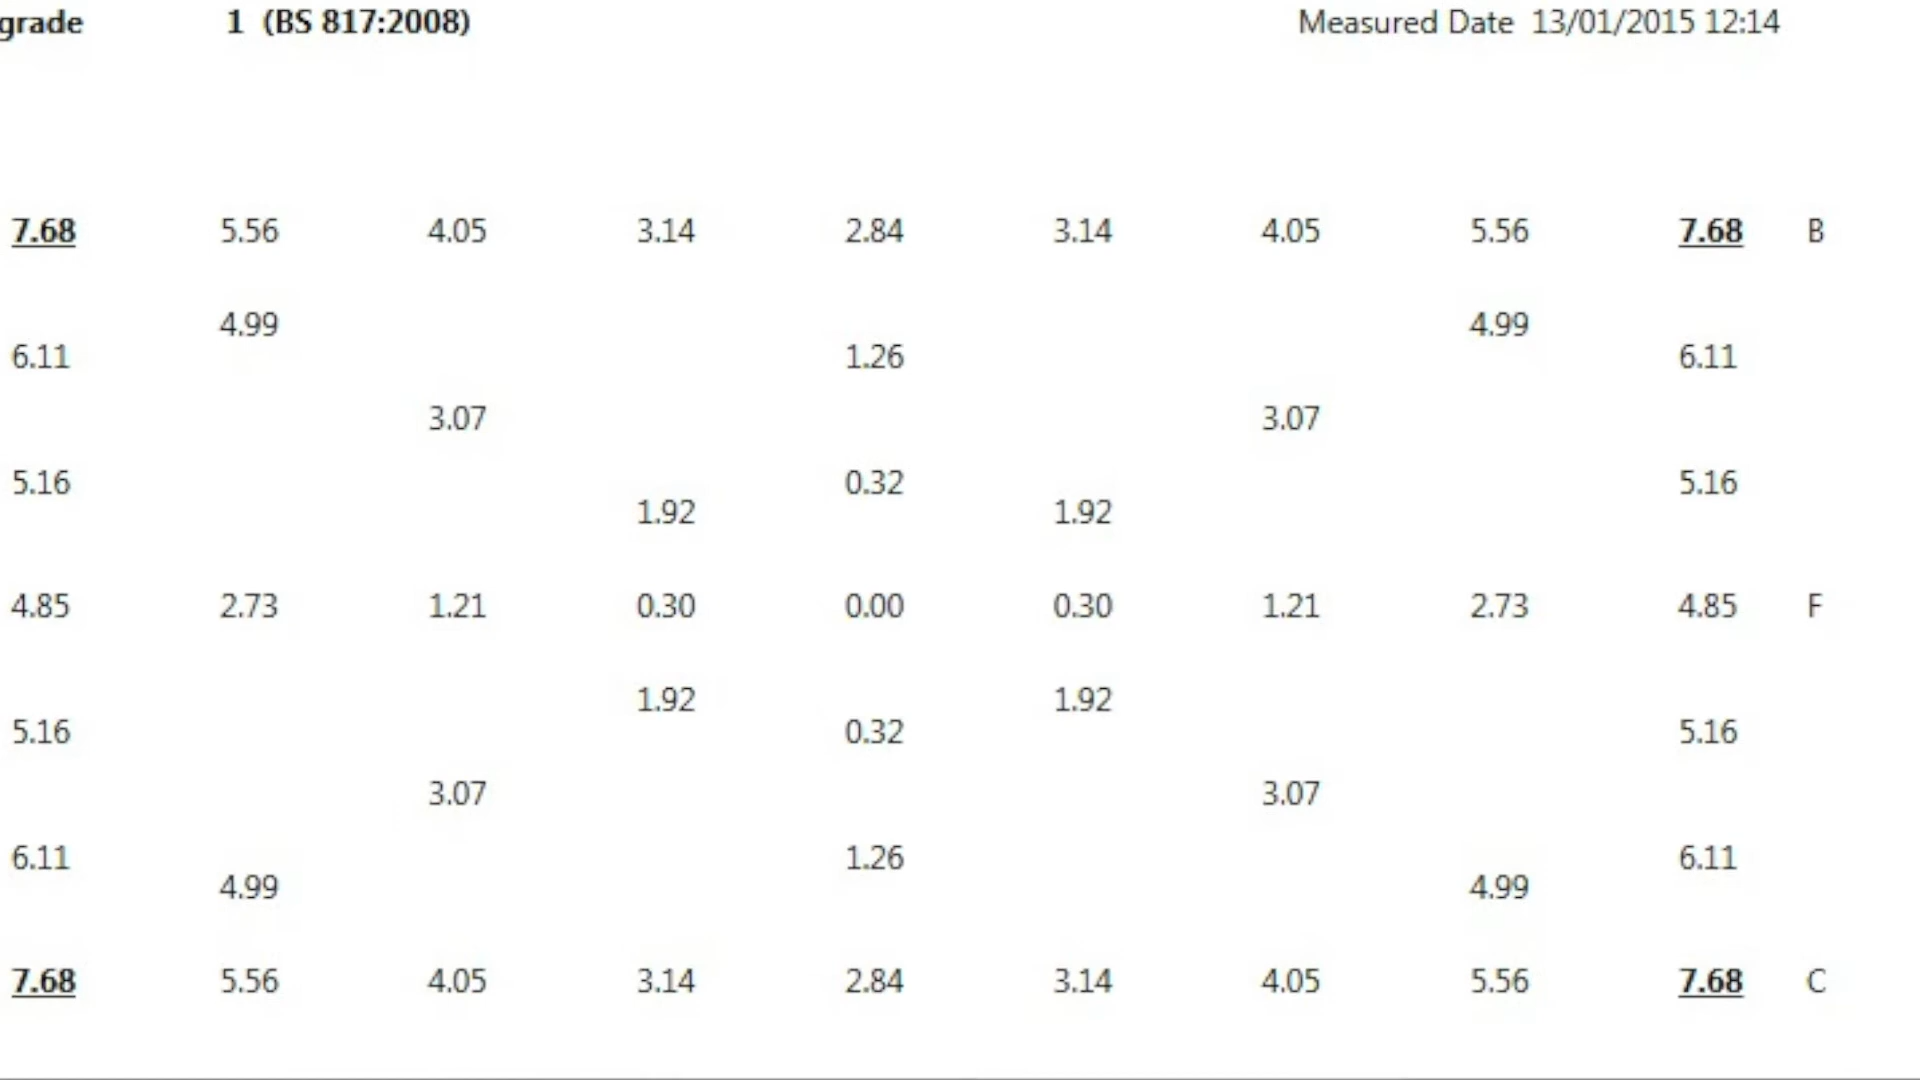 grade 1 (BS 817:2008) Measured Date 13/01/2015 12:14
7.68 5.56 4.05 3.14 2.84 3.14 4.05 5.56 7.68 B
4.99 4.99
6.11 1.26 6.11
3.07 3.07
5.16 0.32 5.16
1.92 1.92
4.85 2.73 1.21 0.30 0.00 0.30 1.21 2.73 4.85 F
1.92 1.92
5.16 0.32 5.16
3.07 3.07
6.11 1.26 6.11
4.99 4.99
7.68 5.56 4.05 3.14 2.84 3.14 4.05 5.56 7.68 C